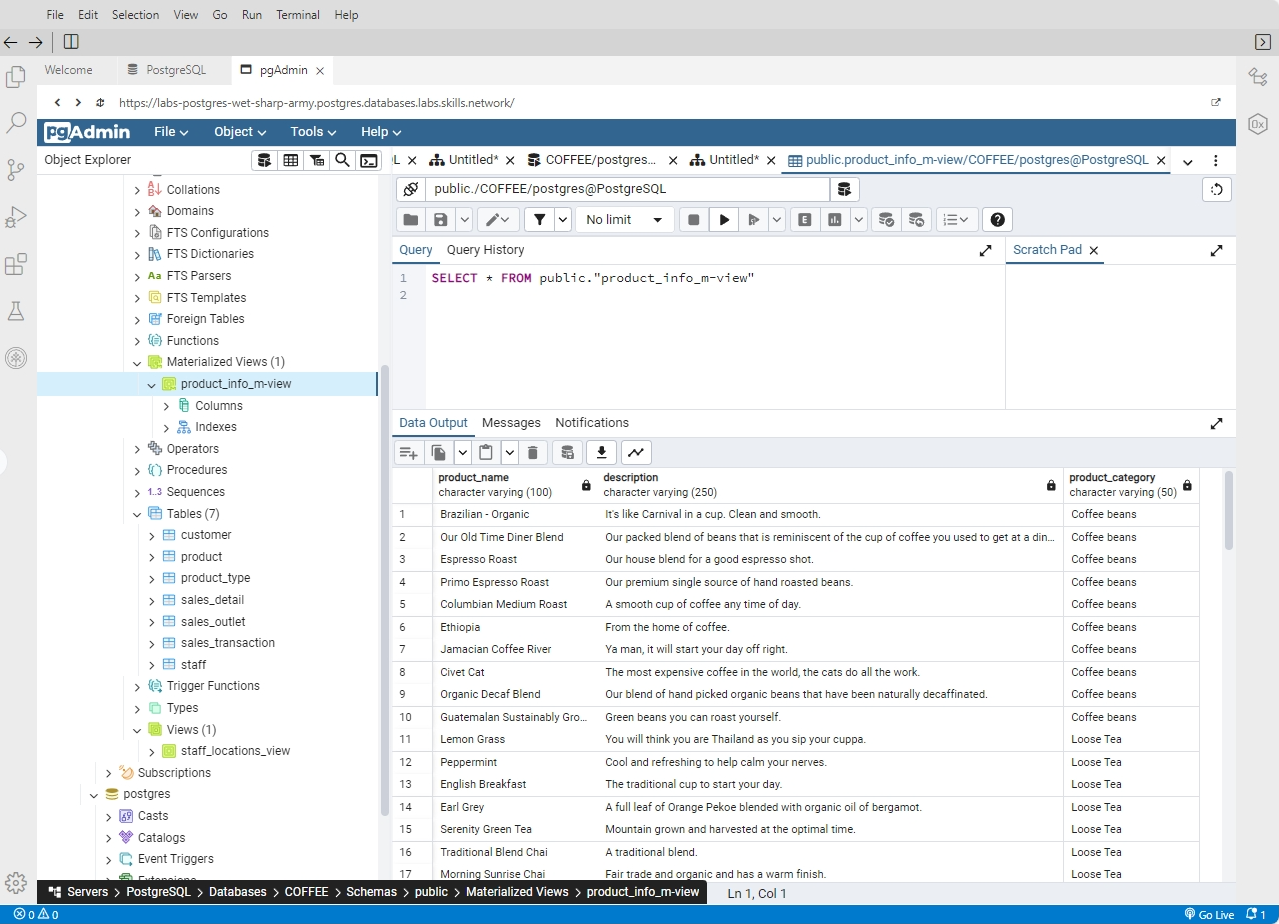 File Edit Selection View Go Run Terminal Help
Welcome PostgreSQL pgAdmin
https://labs-postgres-wet-sharp-army.postgres.databases.labs.skills.network/
pgAdmin File Object Tools Help
Object Explorer
L Untitled* COFFEE/postgres... Untitled* public.product_info_m-view/COFFEE/postgres@PostgreSQL
public./COFFEE/postgres@PostgreSQL
No limit
E
Query Query History Scratch Pad
1 SELECT * FROM public."product_info_m-view"
2
Collations
Domains
FTS Configurations
FTS Dictionaries
Aa FTS Parsers
FTS Templates
Foreign Tables
Functions
Materialized Views (1)
product_info_m-view
Columns
Indexes
Operators
Procedures
1..3 Sequences
Tables (7)
customer
product
product_type
sales_detail
sales_outlet
sales_transaction
staff
Trigger Functions
Types
Views (1)
staff_locations_view
Subscriptions
postgres
Casts
Catalogs
Event Triggers
Extensions
Data Output Messages Notifications
product_name description product_category
character varying (100) character varying (250) character varying (50)
1 Brazilian - Organic It's like Carnival in a cup. Clean and smooth. Coffee beans
2 Our Old Time Diner Blend Our packed blend of beans that is reminiscent of the cup of coffee you used to get at a din... Coffee beans
3 Espresso Roast Our house blend for a good espresso shot. Coffee beans
4 Primo Espresso Roast Our premium single source of hand roasted beans. Coffee beans
5 Columbian Medium Roast A smooth cup of coffee any time of day. Coffee beans
6 Ethiopia From the home of coffee. Coffee beans
7 Jamacian Coffee River Ya man, it will start your day off right. Coffee beans
8 Civet Cat The most expensive coffee in the world, the cats do all the work. Coffee beans
9 Organic Decaf Blend Our blend of hand picked organic beans that have been naturally decaffinated. Coffee beans
10 Guatemalan Sustainably Gro... Green beans you can roast yourself. Coffee beans
11 Lemon Grass You will think you are Thailand as you sip your cuppa. Loose Tea
12 Peppermint Cool and refreshing to help calm your nerves. Loose Tea
13 English Breakfast The traditional cup to start your day. Loose Tea
14 Earl Grey A full leaf of Orange Pekoe blended with organic oil of bergamot. Loose Tea
15 Serenity Green Tea Mountain grown and harvested at the optimal time. Loose Tea
16 Traditional Blend Chai A traditional blend. Loose Tea
17 Morning Sunrise Chai Fair trade and organic and has a warm finish. Loose Tea
Servers > PostgreSQL > Databases > COFFEE > Schemas > public > Materialized Views > product_info_m-view Ln 1, Col 1
0 0 Go Live 1